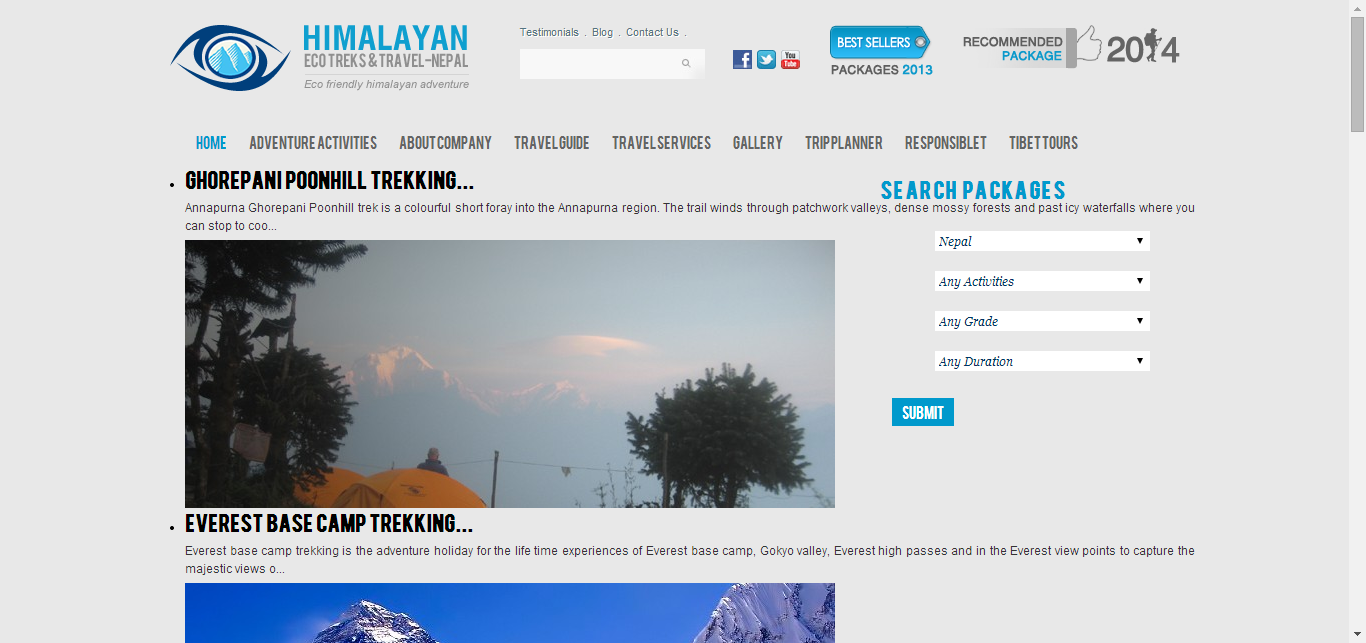 HIMALAYAN
ECO TREKS & TRAVEL-NEPAL
Eco friendly himalayan adventure
Testimonials . Blog . Contact Us .
You
Tube
BEST SELLERS
PACKAGES 2013
RECOMMENDED
PACKAGE
2014
HOME ADVENTURE ACTIVITIES ABOUT COMPANY TRAVEL GUIDE TRAVEL SERVICES GALLERY TRIP PLANNER RESPONSIBLE T TIBET TOURS
GHOREPANI POONHILL TREKKING...
Annapurna Ghorepani Poonhill trek is a colourful short foray into the Annapurna region. The trail winds through patchwork valleys, dense mossy forests and past icy waterfalls where you
can stop to coo...
SEARCH PACKAGES
Nepal
Any Activities
Any Grade
Any Duration
SUBMIT
EVEREST BASE CAMP TREKKING...
Everest base camp trekking is the adventure holiday for the life time experiences of Everest base camp, Gokyo valley, Everest high passes and in the Everest view points to capture the
majestic views o...